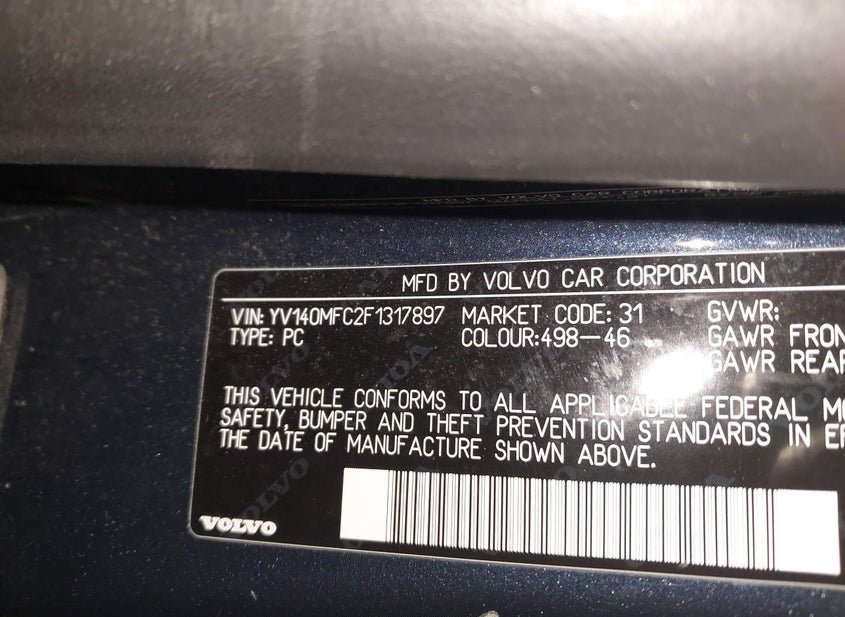 MFD BY VOLVO CAR CORPORATION
VIN: YV140MFC2F1317897 MARKET CODE: 31 GVWR:
TYPE: PC COLOUR:498-46 GAWR FRON
GAWR REAR
THIS VEHICLE CONFORMS TO ALL APPLICABLE FEDERAL MO
SAFETY, BUMPER AND THEFT PREVENTION STANDARDS IN EF
THE DATE OF MANUFACTURE SHOWN ABOVE.
VOLVO